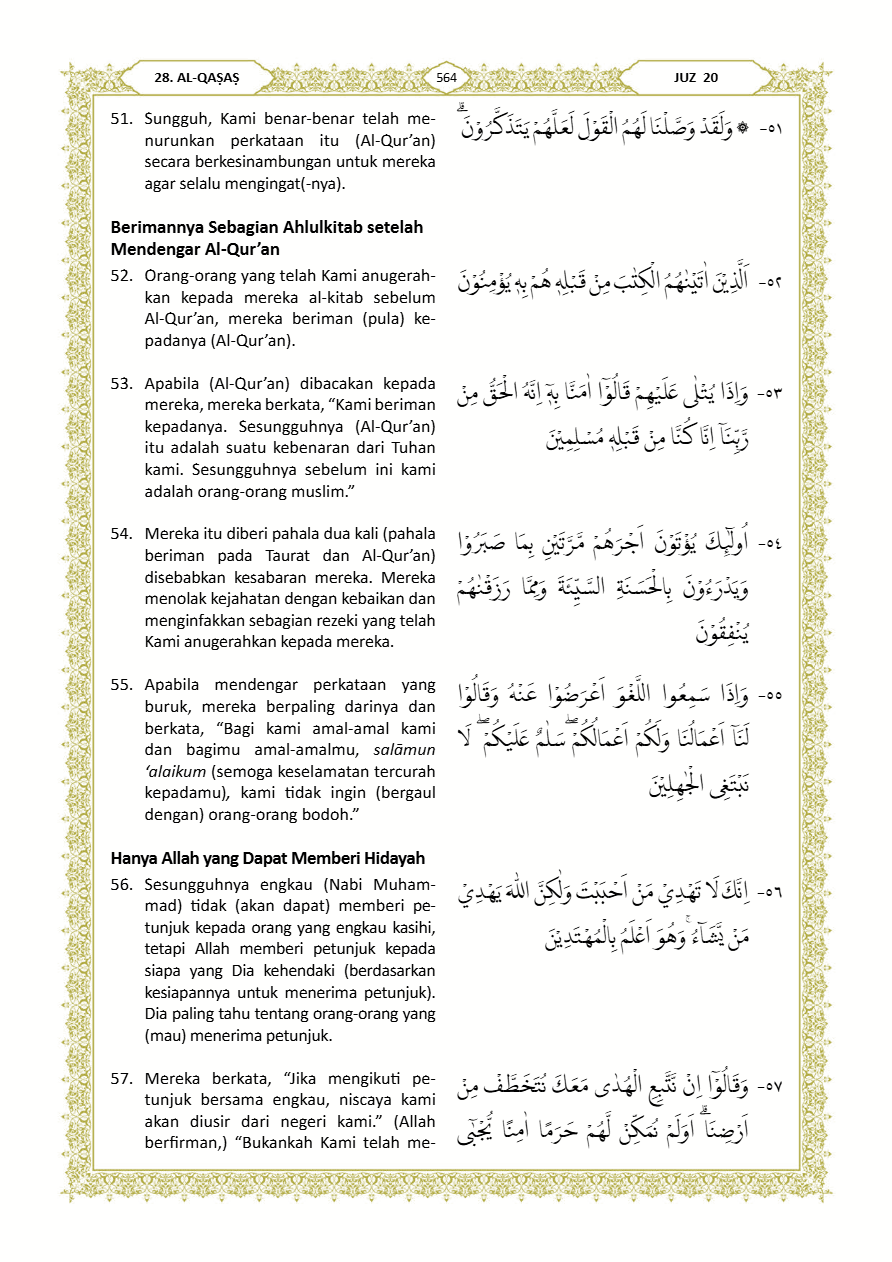 28. AL-QAṢAṢ
564
JUZ 20
51. Sungguh, Kami benar-benar telah me-
nurunkan perkataan itu (Al-Qur’an)
secara berkesinambungan untuk mereka
agar selalu mengingat(-nya).
٥١- ۞ وَلَقَدْ وَصَّلْنَا لَهُمُ الْقَوْلَ لَعَلَّهُمْ يَتَذَكَّرُوْنَ ۗ
Berimannya Sebagian Ahlulkitab setelah
Mendengar Al-Qur’an
52. Orang-orang yang telah Kami anugerah-
kan kepada mereka al-kitab sebelum
Al-Qur’an, mereka beriman (pula) ke-
padanya (Al-Qur’an).
٥٢- اَلَّذِيْنَ اٰتَيْنٰهُمُ الْكِتٰبَ مِنْ قَبْلِهٖ هُمْ بِهٖ يُؤْمِنُوْنَ
53. Apabila (Al-Qur’an) dibacakan kepada
mereka, mereka berkata, “Kami beriman
kepadanya. Sesungguhnya (Al-Qur’an)
itu adalah suatu kebenaran dari Tuhan
kami. Sesungguhnya sebelum ini kami
adalah orang-orang muslim.”
٥٣- وَاِذَا يُتْلٰى عَلَيْهِمْ قَالُوْٓا اٰمَنَّا بِهٖٓ اِنَّهُ الْحَقُّ مِنْ
رَّبِّنَآ اِنَّا كُنَّا مِنْ قَبْلِهٖ مُسْلِمِيْنَ
54. Mereka itu diberi pahala dua kali (pahala
beriman pada Taurat dan Al-Qur’an)
disebabkan kesabaran mereka. Mereka
menolak kejahatan dengan kebaikan dan
menginfakkan sebagian rezeki yang telah
Kami anugerahkan kepada mereka.
٥٤- اُولٰۤىِٕكَ يُؤْتَوْنَ اَجْرَهُمْ مَّرَّتَيْنِ بِمَا صَبَرُوْا
وَيَدْرَءُوْنَ بِالْحَسَنَةِ السَّيِّئَةَ وَمِمَّا رَزَقْنٰهُمْ
يُنْفِقُوْنَ
55. Apabila mendengar perkataan yang
buruk, mereka berpaling darinya dan
berkata, “Bagi kami amal-amal kami
dan bagimu amal-amalmu, salāmun
‘alaikum (semoga keselamatan tercurah
kepadamu), kami tidak ingin (bergaul
dengan) orang-orang bodoh.”
٥٥- وَاِذَا سَمِعُوا اللَّغْوَ اَعْرَضُوْا عَنْهُ وَقَالُوْا
لَنَآ اَعْمَالُنَا وَلَكُمْ اَعْمَالُكُمْ ۖسَلٰمٌ عَلَيْكُمْ ۖ لَا
نَبْتَغِى الْجٰهِلِيْنَ
Hanya Allah yang Dapat Memberi Hidayah
56. Sesungguhnya engkau (Nabi Muham-
mad) tidak (akan dapat) memberi pe-
tunjuk kepada orang yang engkau kasihi,
tetapi Allah memberi petunjuk kepada
siapa yang Dia kehendaki (berdasarkan
kesiapannya untuk menerima petunjuk).
Dia paling tahu tentang orang-orang yang
(mau) menerima petunjuk.
٥٦- اِنَّكَ لَا تَهْدِيْ مَنْ اَحْبَبْتَ وَلٰكِنَّ اللّٰهَ يَهْدِيْ
مَنْ يَّشَاۤءُ ۚوَهُوَ اَعْلَمُ بِالْمُهْتَدِيْنَ
57. Mereka berkata, “Jika mengikuti pe-
tunjuk bersama engkau, niscaya kami
akan diusir dari negeri kami.” (Allah
berfirman,) “Bukankah Kami telah me-
٥٧- وَقَالُوْٓا اِنْ نَّتَّبِعِ الْهُدٰى مَعَكَ نُتَخَطَّفْ مِنْ
اَرْضِنَا ۗاَوَلَمْ نُمَكِّنْ لَّهُمْ حَرَمًا اٰمِنًا يُّجْبٰٓى